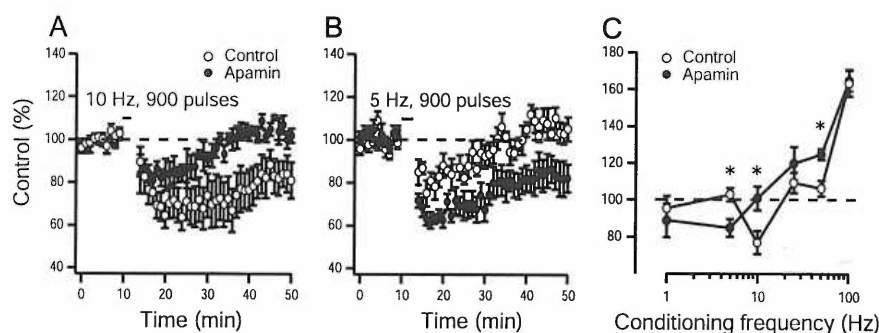 A
B
C
Control
Apamin
10 Hz, 900 pulses
5 Hz, 900 pulses
Control
Apamin
*
*
*
Control (%)
140
120
100
80
60
40
0
10
20
30
40
50
Time (min)
140
120
100
80
60
40
0
10
20
30
40
50
Time (min)
180
160
140
120
100
80
1
10
100
Conditioning frequency (Hz)